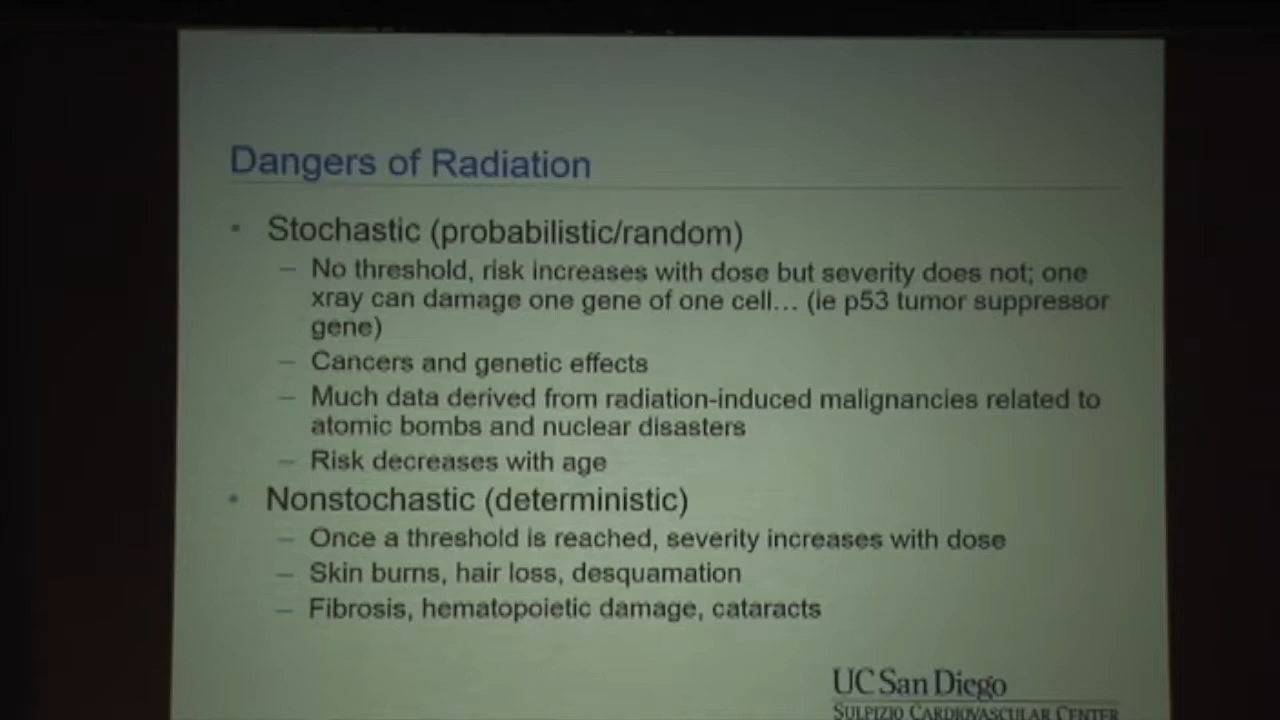 Dangers of Radiation
• Stochastic (probabilistic/random)
– No threshold, risk increases with dose but severity does not; one
xray can damage one gene of one cell... (ie p53 tumor suppressor
gene)
– Cancers and genetic effects
– Much data derived from radiation-induced malignancies related to
atomic bombs and nuclear disasters
– Risk decreases with age
• Nonstochastic (deterministic)
– Once a threshold is reached, severity increases with dose
– Skin burns, hair loss, desquamation
– Fibrosis, hematopoietic damage, cataracts
UC San Diego
SULPIZIO CARDIOVASCULAR CENTER